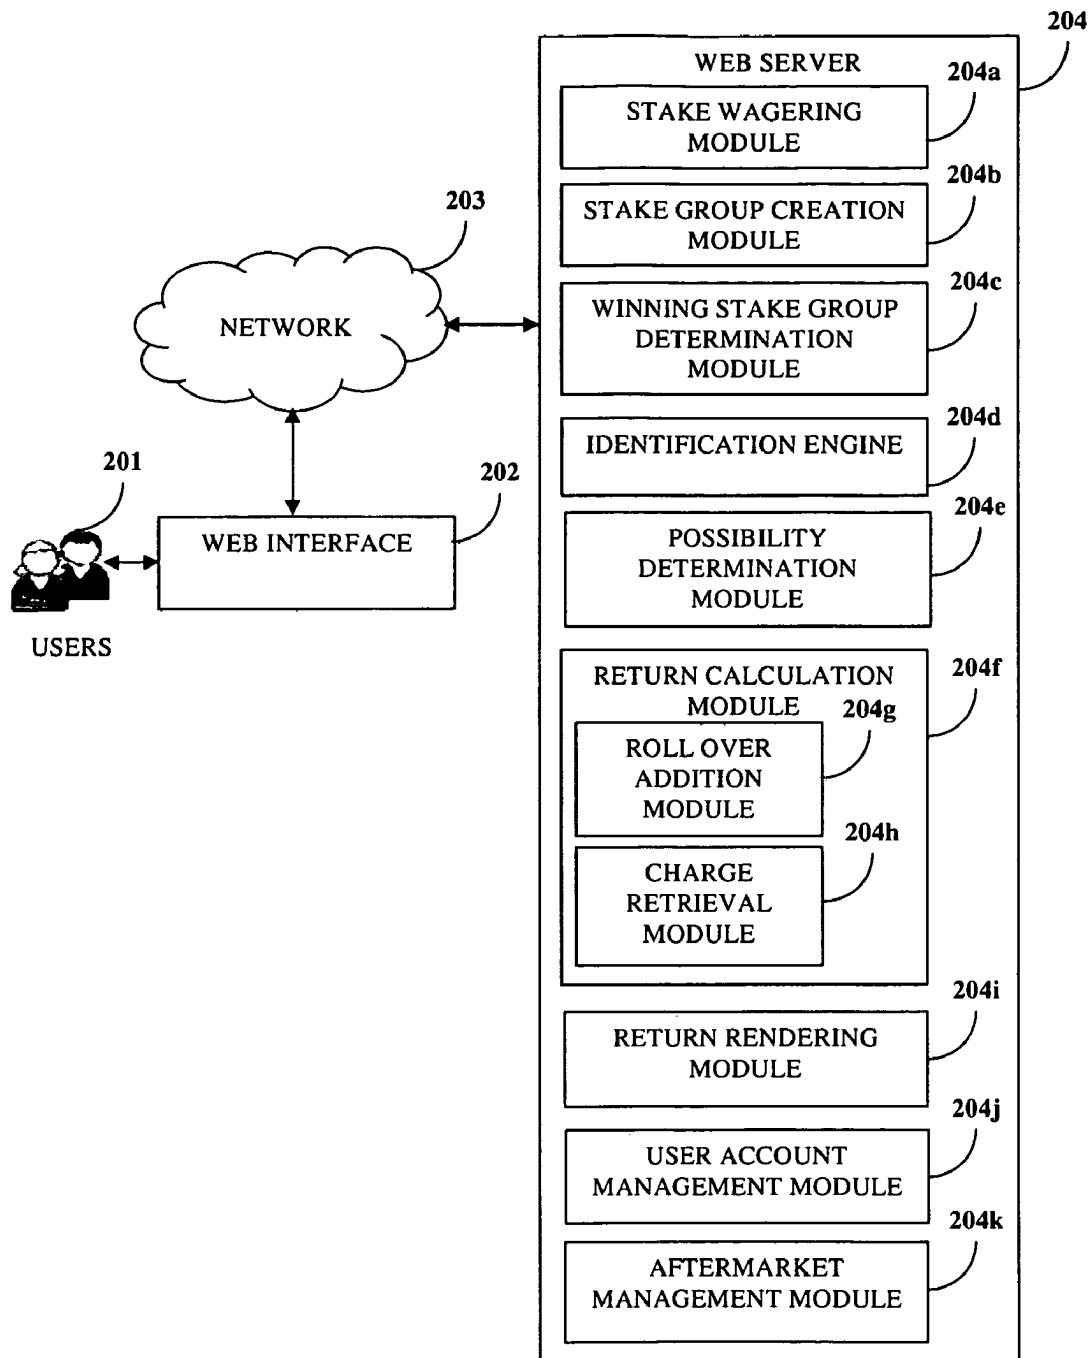 204
WEB SERVER
204a
STAKE WAGERING
MODULE
204b
STAKE GROUP CREATION
MODULE
203
204c
NETWORK
WINNING STAKE GROUP
DETERMINATION
MODULE
204d
IDENTIFICATION ENGINE
201
202
WEB INTERFACE
USERS
204e
POSSIBILITY
DETERMINATION
MODULE
204f
RETURN CALCULATION
MODULE
204g
ROLL OVER
ADDITION
MODULE
204h
CHARGE
RETRIEVAL
MODULE
204i
RETURN RENDERING
MODULE
204j
USER ACCOUNT
MANAGEMENT MODULE
204k
AFTERMARKET
MANAGEMENT MODULE